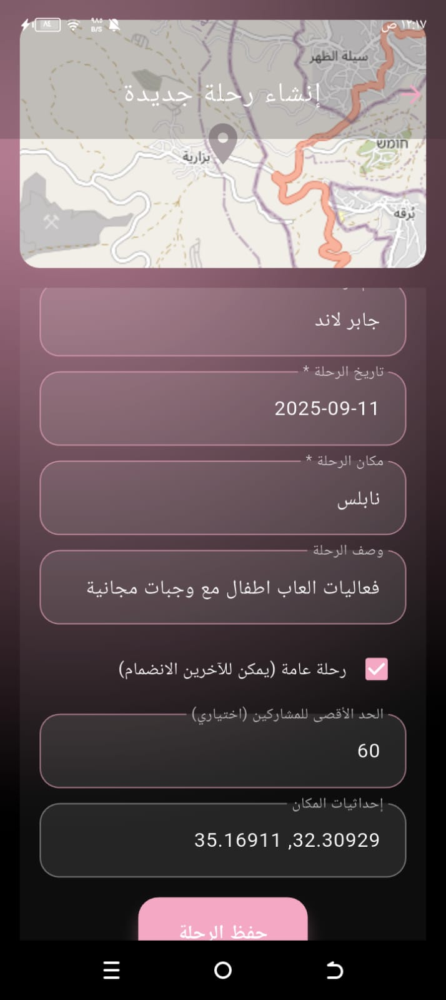 ١٢:١٧ ص
٩٨٥ B/S
٨٤
سيلة الظهر
إنشاء رحلة جديدة
חומש
بزارية
بُرقه
جابر لاند
تاريخ الرحلة *
2025-09-11
مكان الرحلة *
نابلس
وصف الرحلة
فعاليات العاب اطفال مع وجبات مجانية
رحلة عامة (يمكن للآخرين الانضمام)
الحد الأقصى للمشاركين (اختياري)
60
إحداثيات المكان
32.30929, 35.16911
حفظ الرحلة